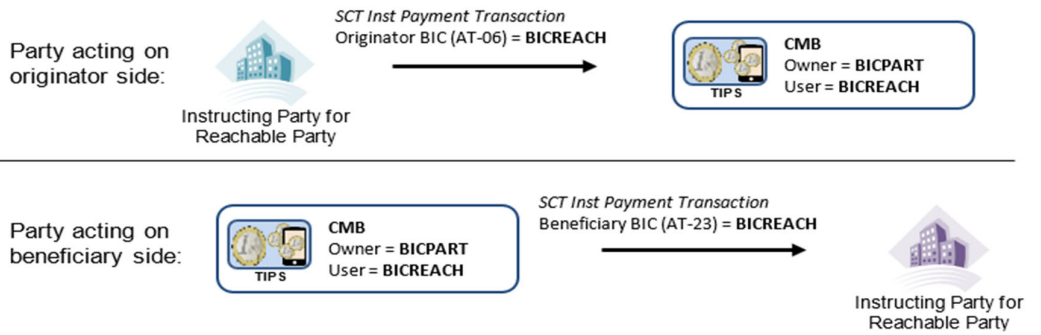 Party acting on
originator side:
SCT Inst Payment Transaction
Originator BIC (AT-06) = BICREACH
Instructing Party for
Reachable Party
CMB
Owner = BICPART
User = BICREACH
TIPS
Party acting on
beneficiary side:
CMB
Owner = BICPART
User = BICREACH
TIPS
SCT Inst Payment Transaction
Beneficiary BIC (AT-23) = BICREACH
Instructing Party for
Reachable Party